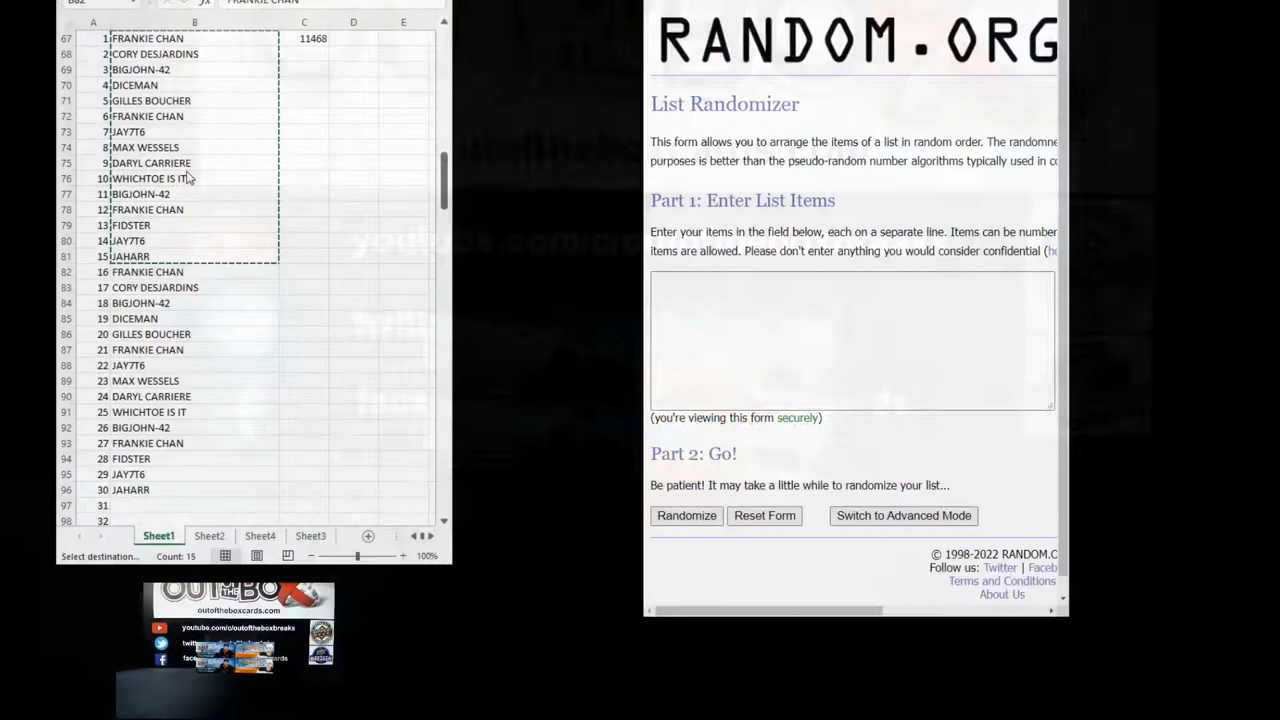 B82 FRANKIE CHAN
A B C D E
67 1 FRANKIE CHAN 11468
68 2 CORY DESJARDINS
69 3 BIGJOHN-42
70 4 DICEMAN
71 5 GILLES BOUCHER
72 6 FRANKIE CHAN
73 7 JAY7T6
74 8 MAX WESSELS
75 9 DARYL CARRIERE
76 10 WHICHTOE IS IT
77 11 BIGJOHN-42
78 12 FRANKIE CHAN
79 13 FIDSTER
80 14 JAY7T6
81 15 JAHARR
82 16 FRANKIE CHAN
83 17 CORY DESJARDINS
84 18 BIGJOHN-42
85 19 DICEMAN
86 20 GILLES BOUCHER
87 21 FRANKIE CHAN
88 22 JAY7T6
89 23 MAX WESSELS
90 24 DARYL CARRIERE
91 25 WHICHTOE IS IT
92 26 BIGJOHN-42
93 27 FRANKIE CHAN
94 28 FIDSTER
95 29 JAY7T6
96 30 JAHARR
97 31
98 32
Sheet1 Sheet2 Sheet4 Sheet3
Select destination... Count: 15 100%
OUT OF THE BOX
outoftheboxcards.com
youtube.com/c/outoftheboxbreaks
RANDOM.ORG
List Randomizer
This form allows you to arrange the items of a list in random order. The randomne
purposes is better than the pseudo-random number algorithms typically used in co
Part 1: Enter List Items
Enter your items in the field below, each on a separate line. Items can be number
items are allowed. Please don't enter anything you would consider confidential (h
(you're viewing this form securely)
Part 2: Go!
Be patient! It may take a little while to randomize your list...
Randomize Reset Form Switch to Advanced Mode
© 1998-2022 RANDOM.O
Follow us: Twitter | Faceb
Terms and Conditions
About Us